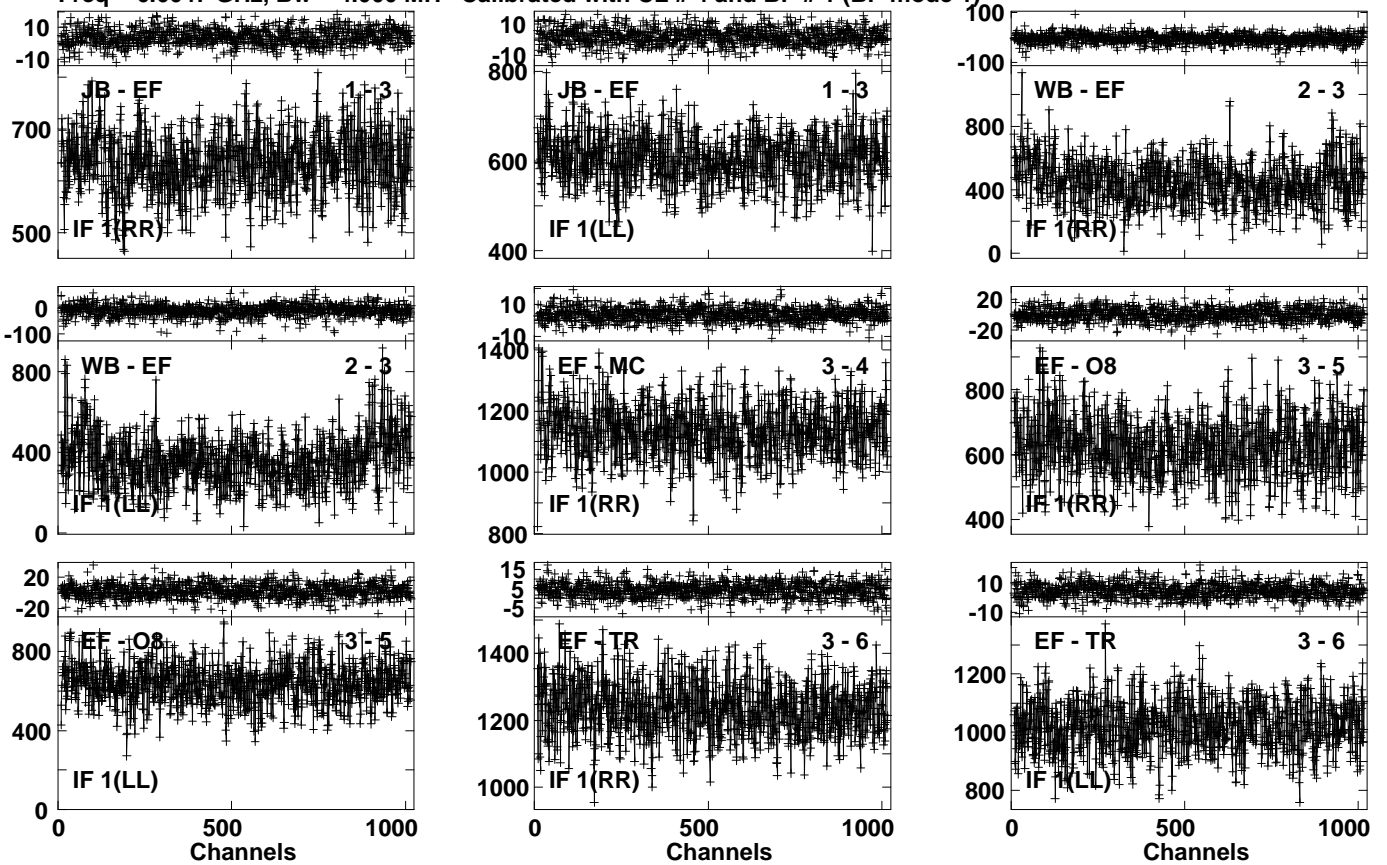 10 10 100
-10 -10 -100
JB - EF 1 - 3
700
500
IF 1(RR)
800 JB - EF 1 - 3
600
400
IF 1(LL)
WB - EF 2 - 3
800
400
0
IF 1(RR)
0
-100
WB - EF 2 - 3
800
400
0
IF 1(LL)
10
-10
1400
EF - MC 3 - 4
1200
1000
800
IF 1(RR)
20
-20
EF - O8 3 - 5
800
600
400
IF 1(RR)
20
-20
EF - O8 3 - 5
800
400
0
IF 1(LL)
0 500 1000
Channels
15
5
-5
EF - TR 3 - 6
1400
1200
1000
IF 1(RR)
0 500 1000
Channels
10
-10
EF - TR 3 - 6
1200
1000
800
IF 1(LL)
0 500 1000
Channels